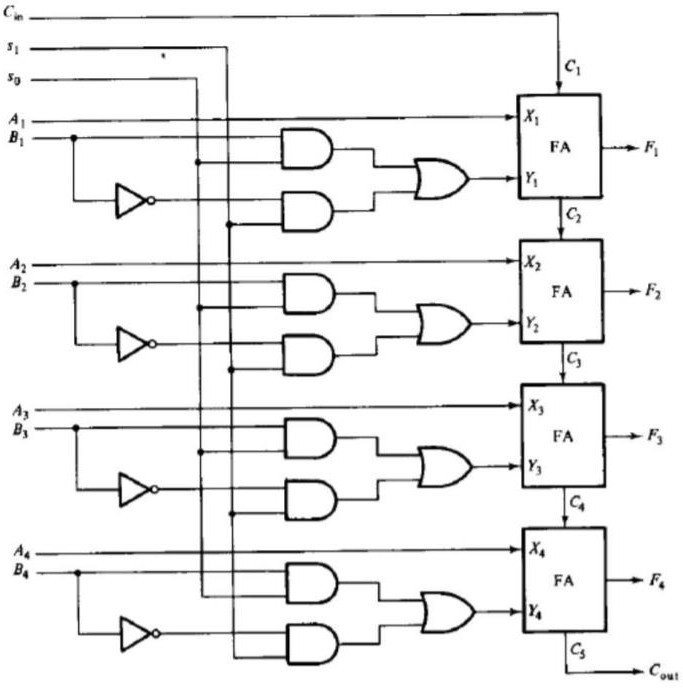 C_in
s_1
C_1
s_0
A_1
X_1
B_1
FA
F_1
Y_1
C_2
A_2
X_2
B_2
FA
F_2
Y_2
C_3
A_3
X_3
B_3
FA
F_3
Y_3
C_4
A_4
X_4
B_4
FA
F_4
Y_4
C_5
C_out